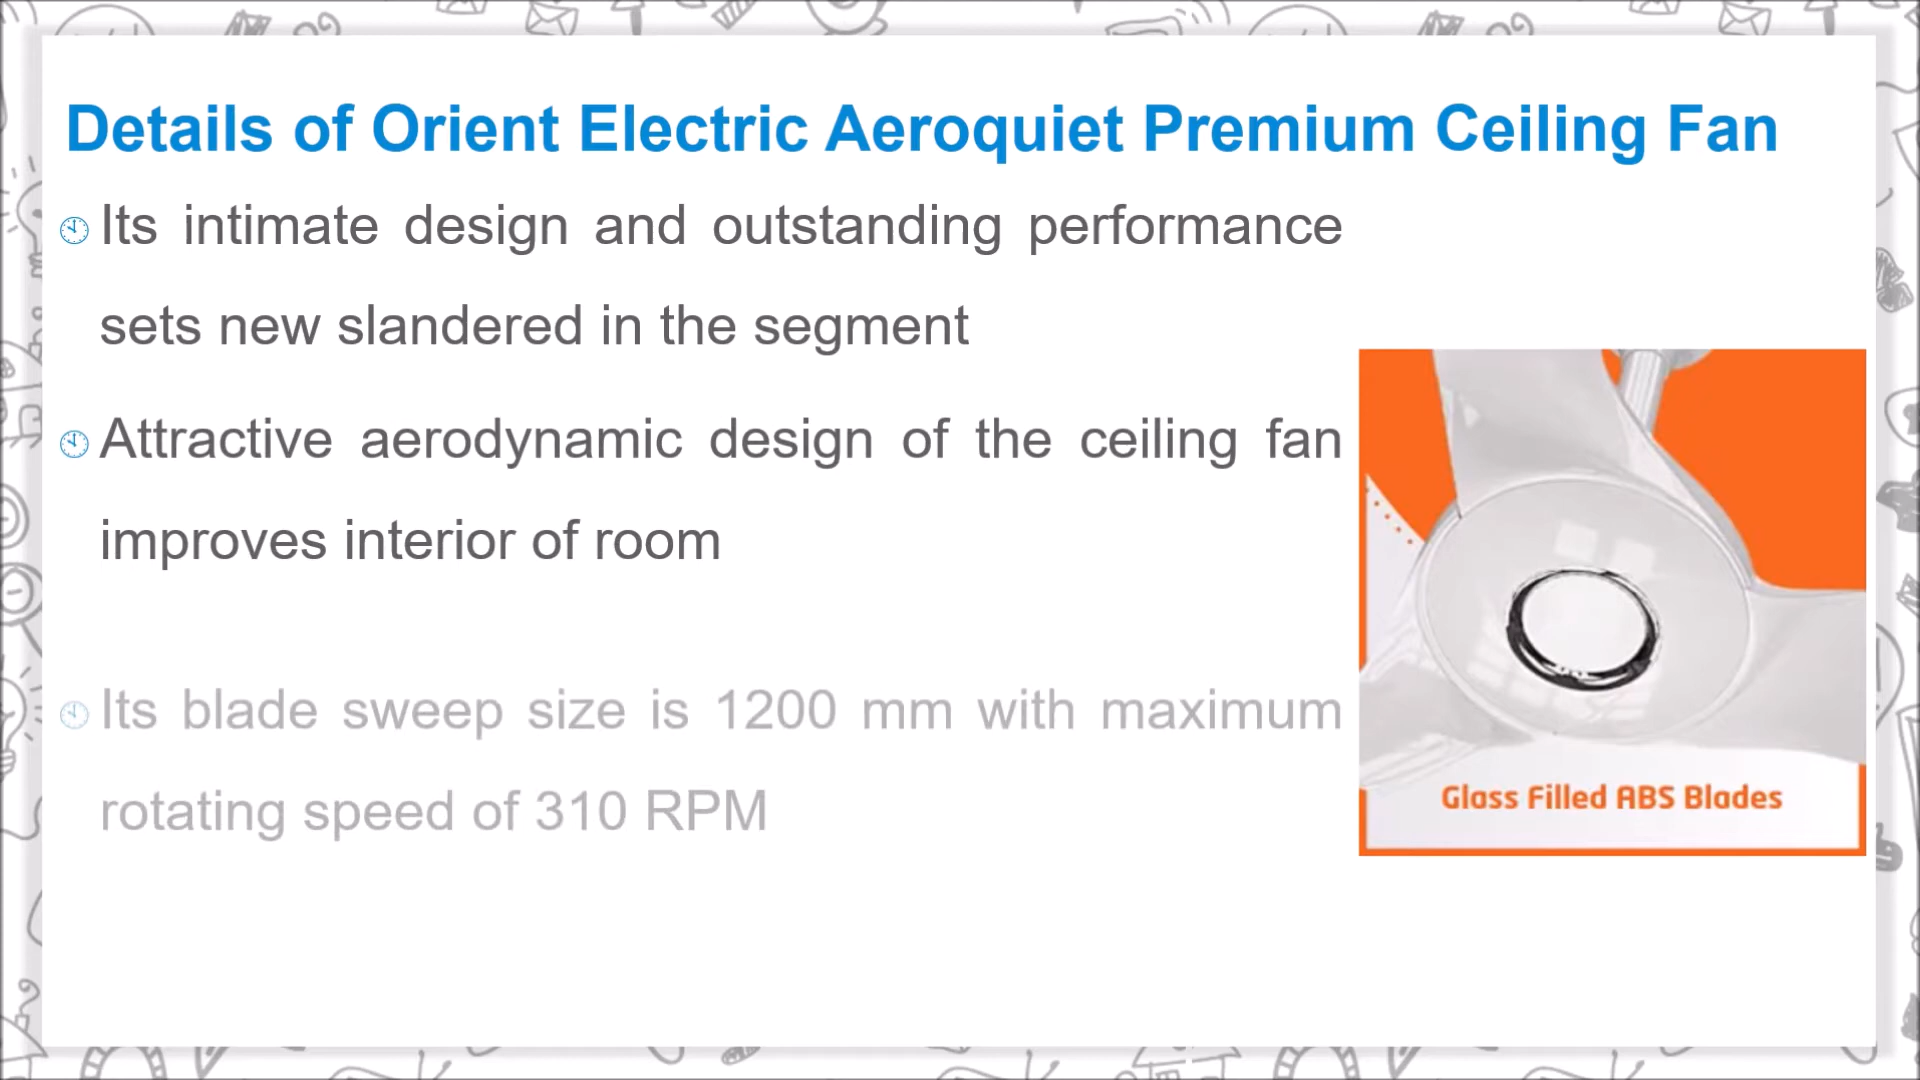 Details of Orient Electric Aeroquiet Premium Ceiling Fan
Its intimate design and outstanding performance
sets new slandered in the segment
Attractive aerodynamic design of the ceiling fan
improves interior of room
Its blade sweep size is 1200 mm with maximum
rotating speed of 310 RPM
Glass Filled ABS Blades